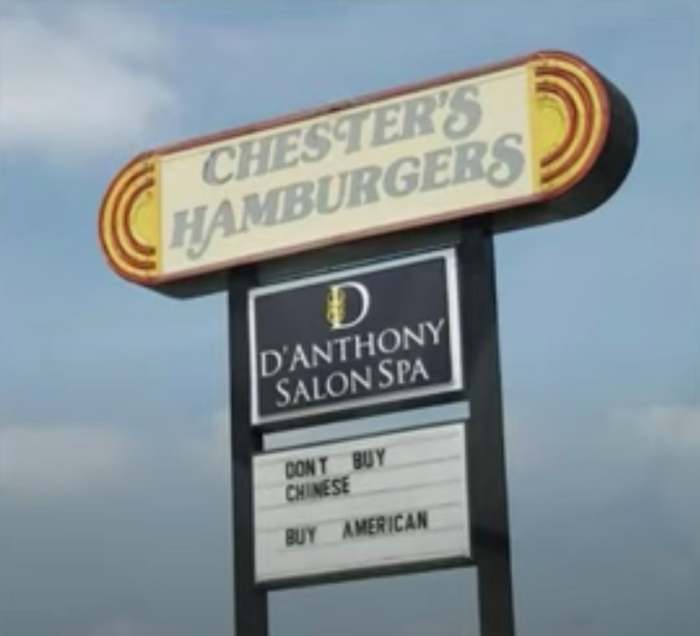 CHESTER'S
HAMBURGERS
D
D'ANTHONY
SALON SPA
DONT BUY
CHINESE
BUY AMERICAN